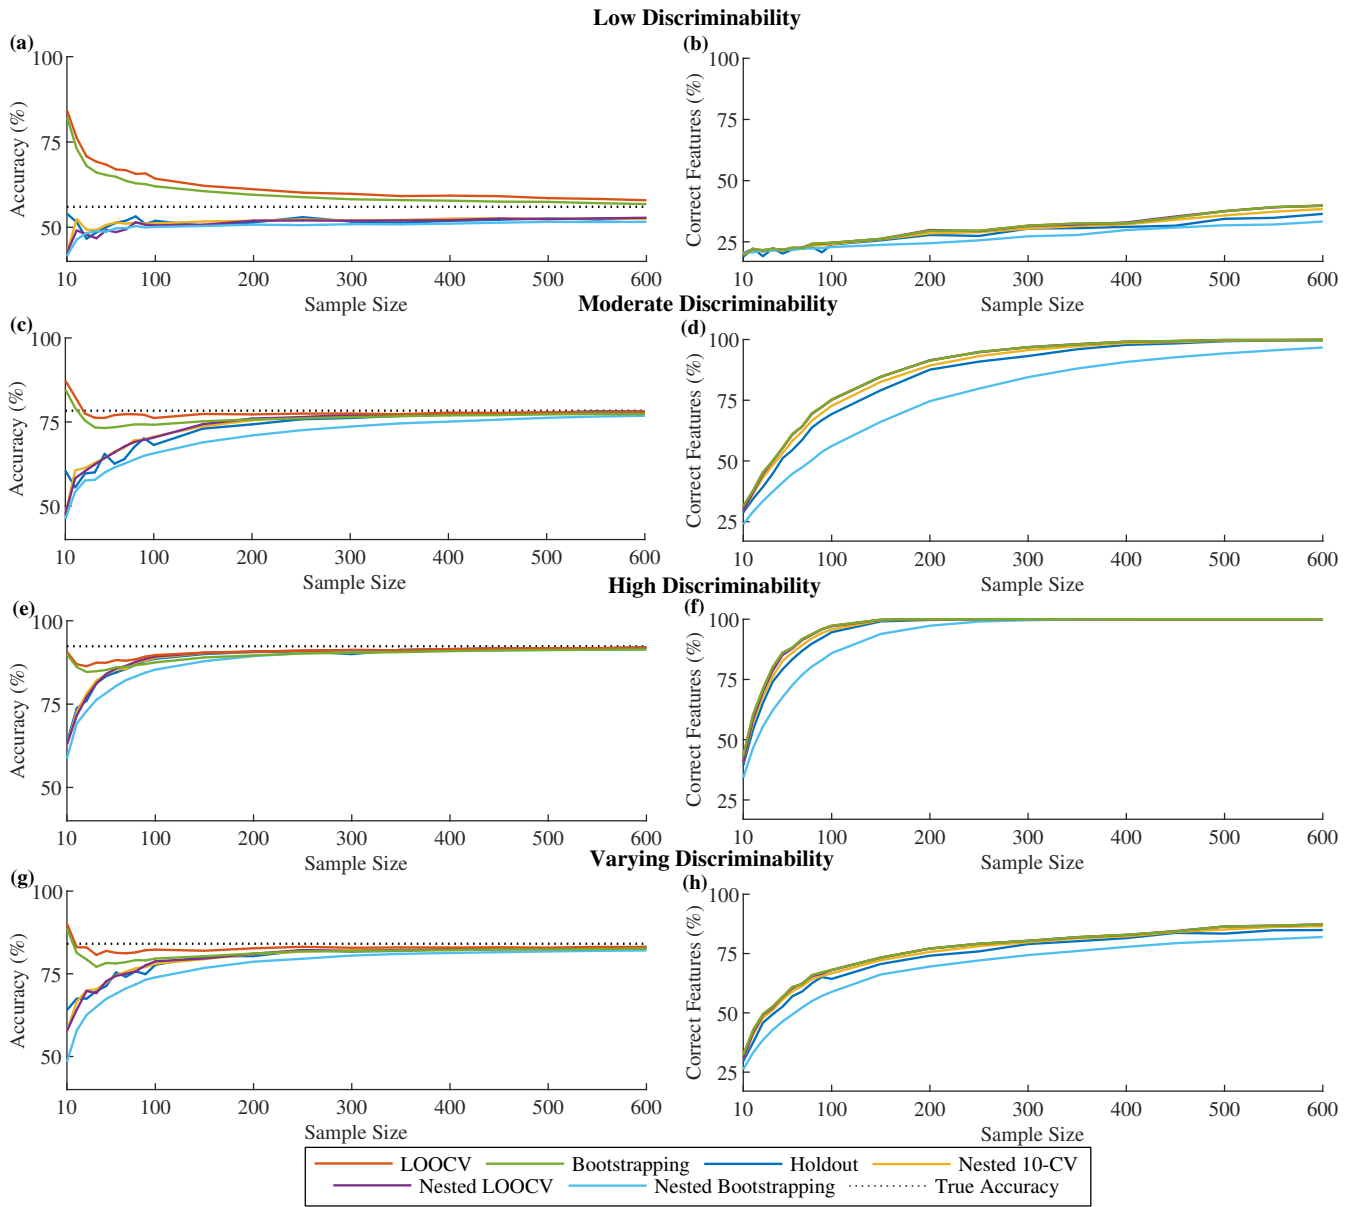 Low Discriminability
(a)
100
75
50
25
Accuracy (%)
10 100 200 300 400 500 600
Sample Size
(b)
100
75
50
25
Correct Features (%)
10 100 200 300 400 500 600
Sample Size
Moderate Discriminability
(c)
100
75
50
Accuracy (%)
10 100 200 300 400 500 600
Sample Size
(d)
100
75
50
25
Correct Features (%)
10 100 200 300 400 500 600
Sample Size
High Discriminability
(e)
100
75
50
Accuracy (%)
10 100 200 300 400 500 600
Sample Size
(f)
100
75
50
25
Correct Features (%)
10 100 200 300 400 500 600
Sample Size
Varying Discriminability
(g)
100
75
50
Accuracy (%)
10 100 200 300 400 500 600
Sample Size
(h)
100
75
50
25
Correct Features (%)
10 100 200 300 400 500 600
Sample Size
LOOCV Bootstrapping Holdout Nested 10-CV
Nested LOOCV Nested Bootstrapping True Accuracy